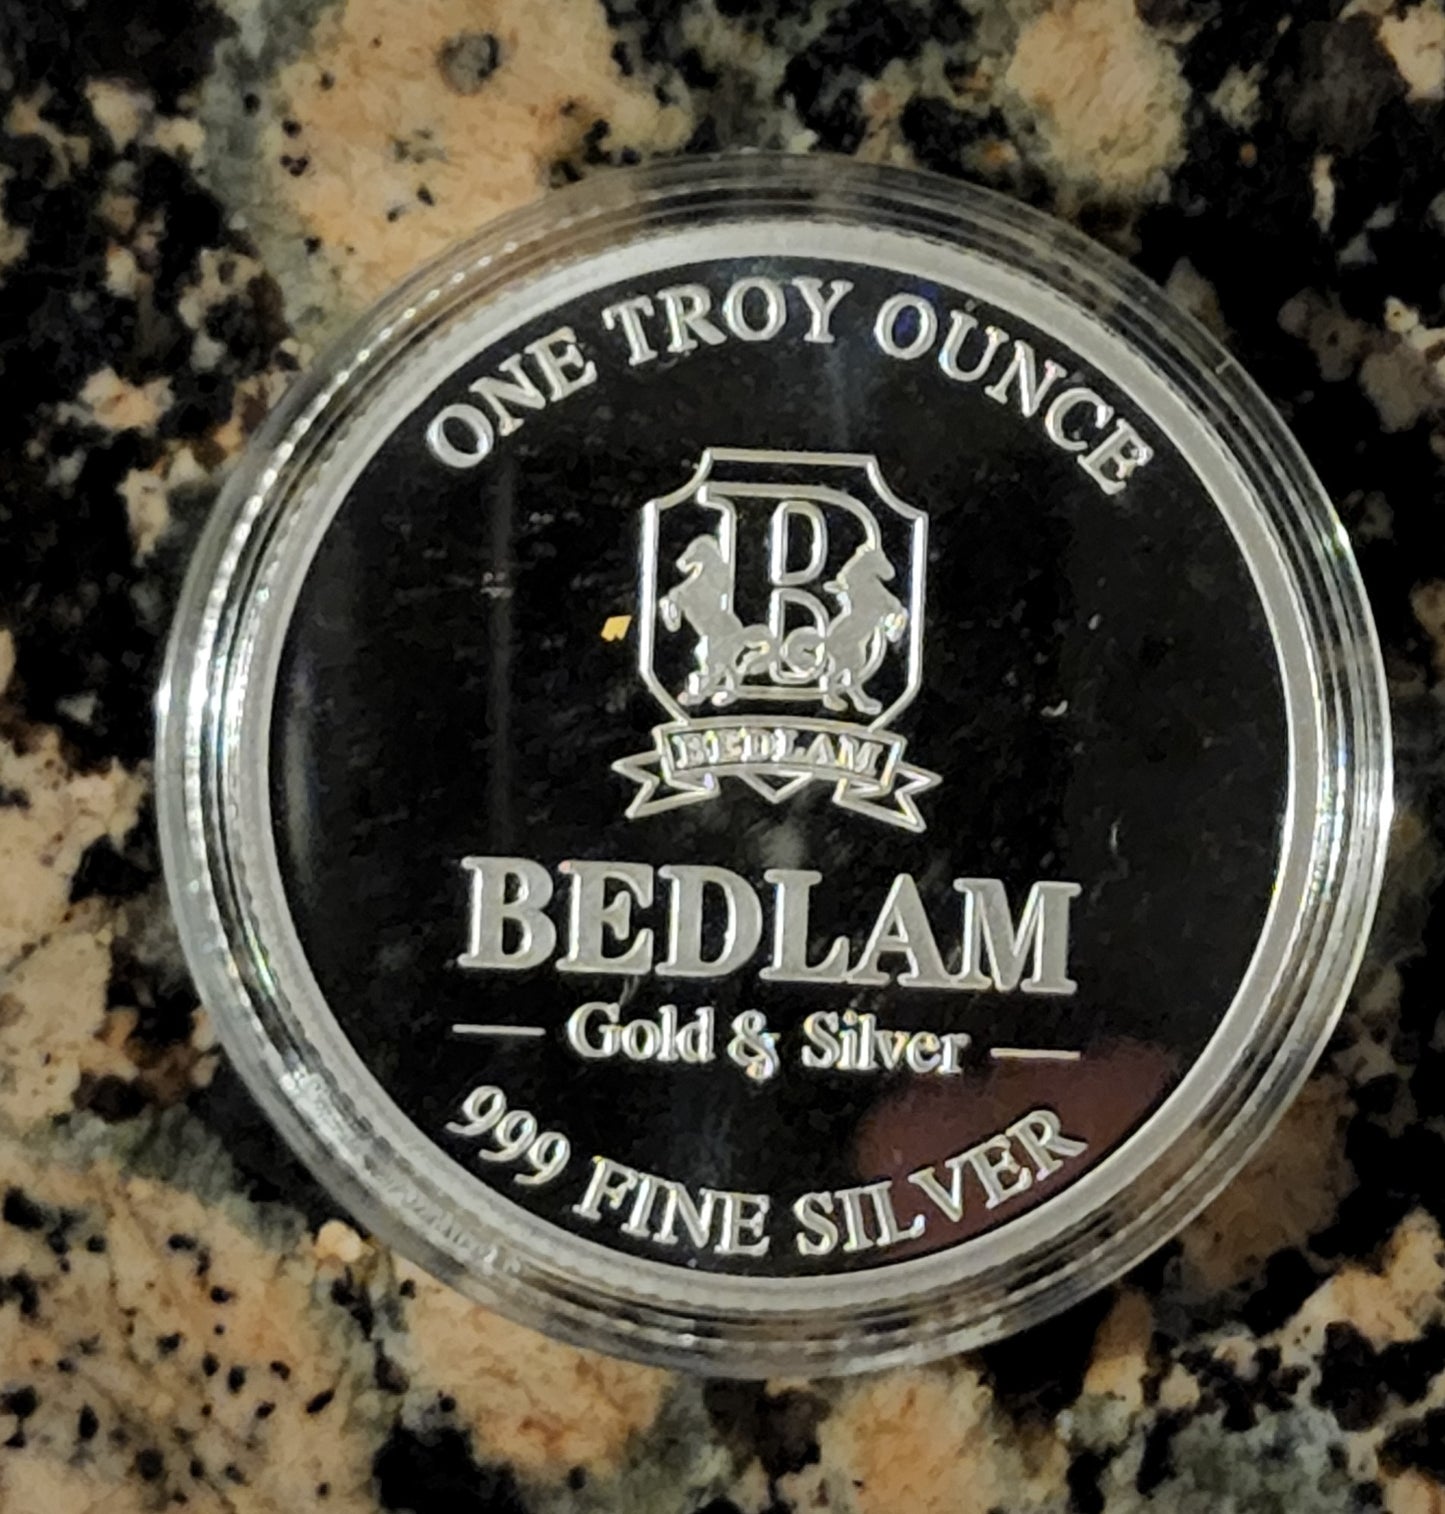 ONE TROY OUNCE
B
BEDLAM
BEDLAM
Gold & Silver
999 FINE SILVER